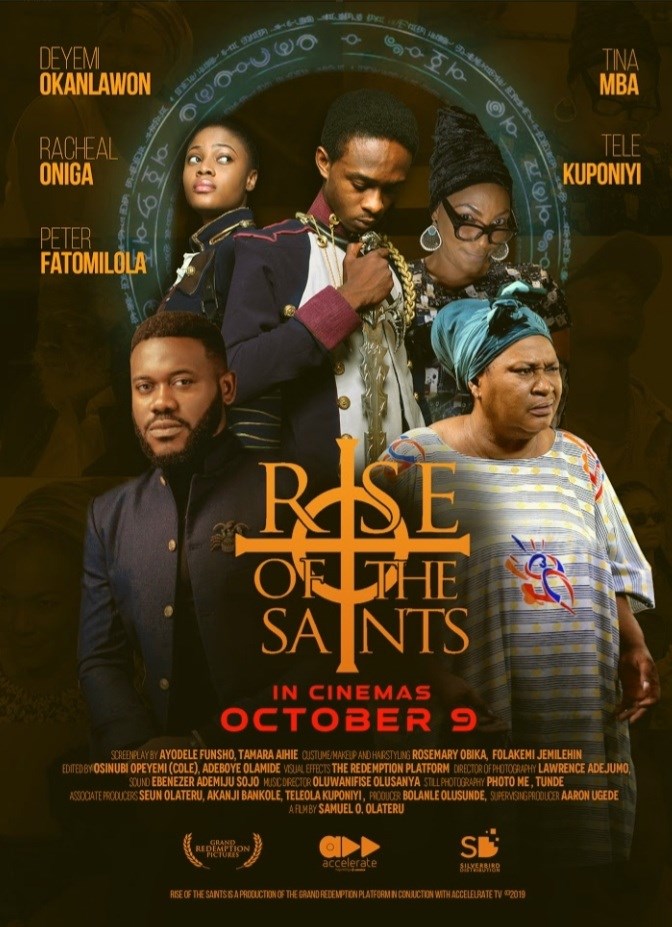 DEYEMI
OKANLAWON
RACHEAL
ONIGA
PETER
FATOMILOLA
TINA
MBA
TELE
KUPONIYI
RISE
OF THE
SAINTS
IN CINEMAS
OCTOBER 9
SCREENPLAY BY AYODELE FUNSHO, TAMARA AIHIE CUSTUME/MAKEUP AND HAIRSTYLING ROSEMARY OBIKA, FOLAKEMI JEMILEHIN
EDITED BY OSINUBI OPEYEMI (COLE), ADEBOYE OLAMIDE VISUAL EFFECTS THE REDEMPTION PLATFORM DIRECTOR OF PHOTOGRAPHY LAWRENCE ADEJUMO,
SOUND EBENEZER ADEMIJU SOJO MUSIC DIRECTOR OLUWANIFISE OLUSANYA STILL PHOTOGRAPHY PHOTO ME, TUNDE
ASSOCIATE PRODUCERS SEUN OLATERU, AKANJI BANKOLE, TELEOLA KUPONIYI, PRODUCER BOLANLE OLUSUNDE, SUPERVISING PRODUCER AARON UGEDE
A FILM BY SAMUEL O. OLATERU
GRAND
REDEMPTION
PICTURES
accelerate
SB
SILVERBIRD
DISTRIBUTION
RISE OF THE SAINTS IS A PRODUCTION OF THE GRAND REDEMPTION PLATFORM IN CONJUCTION WITH ACCELELRATE TV ©2019